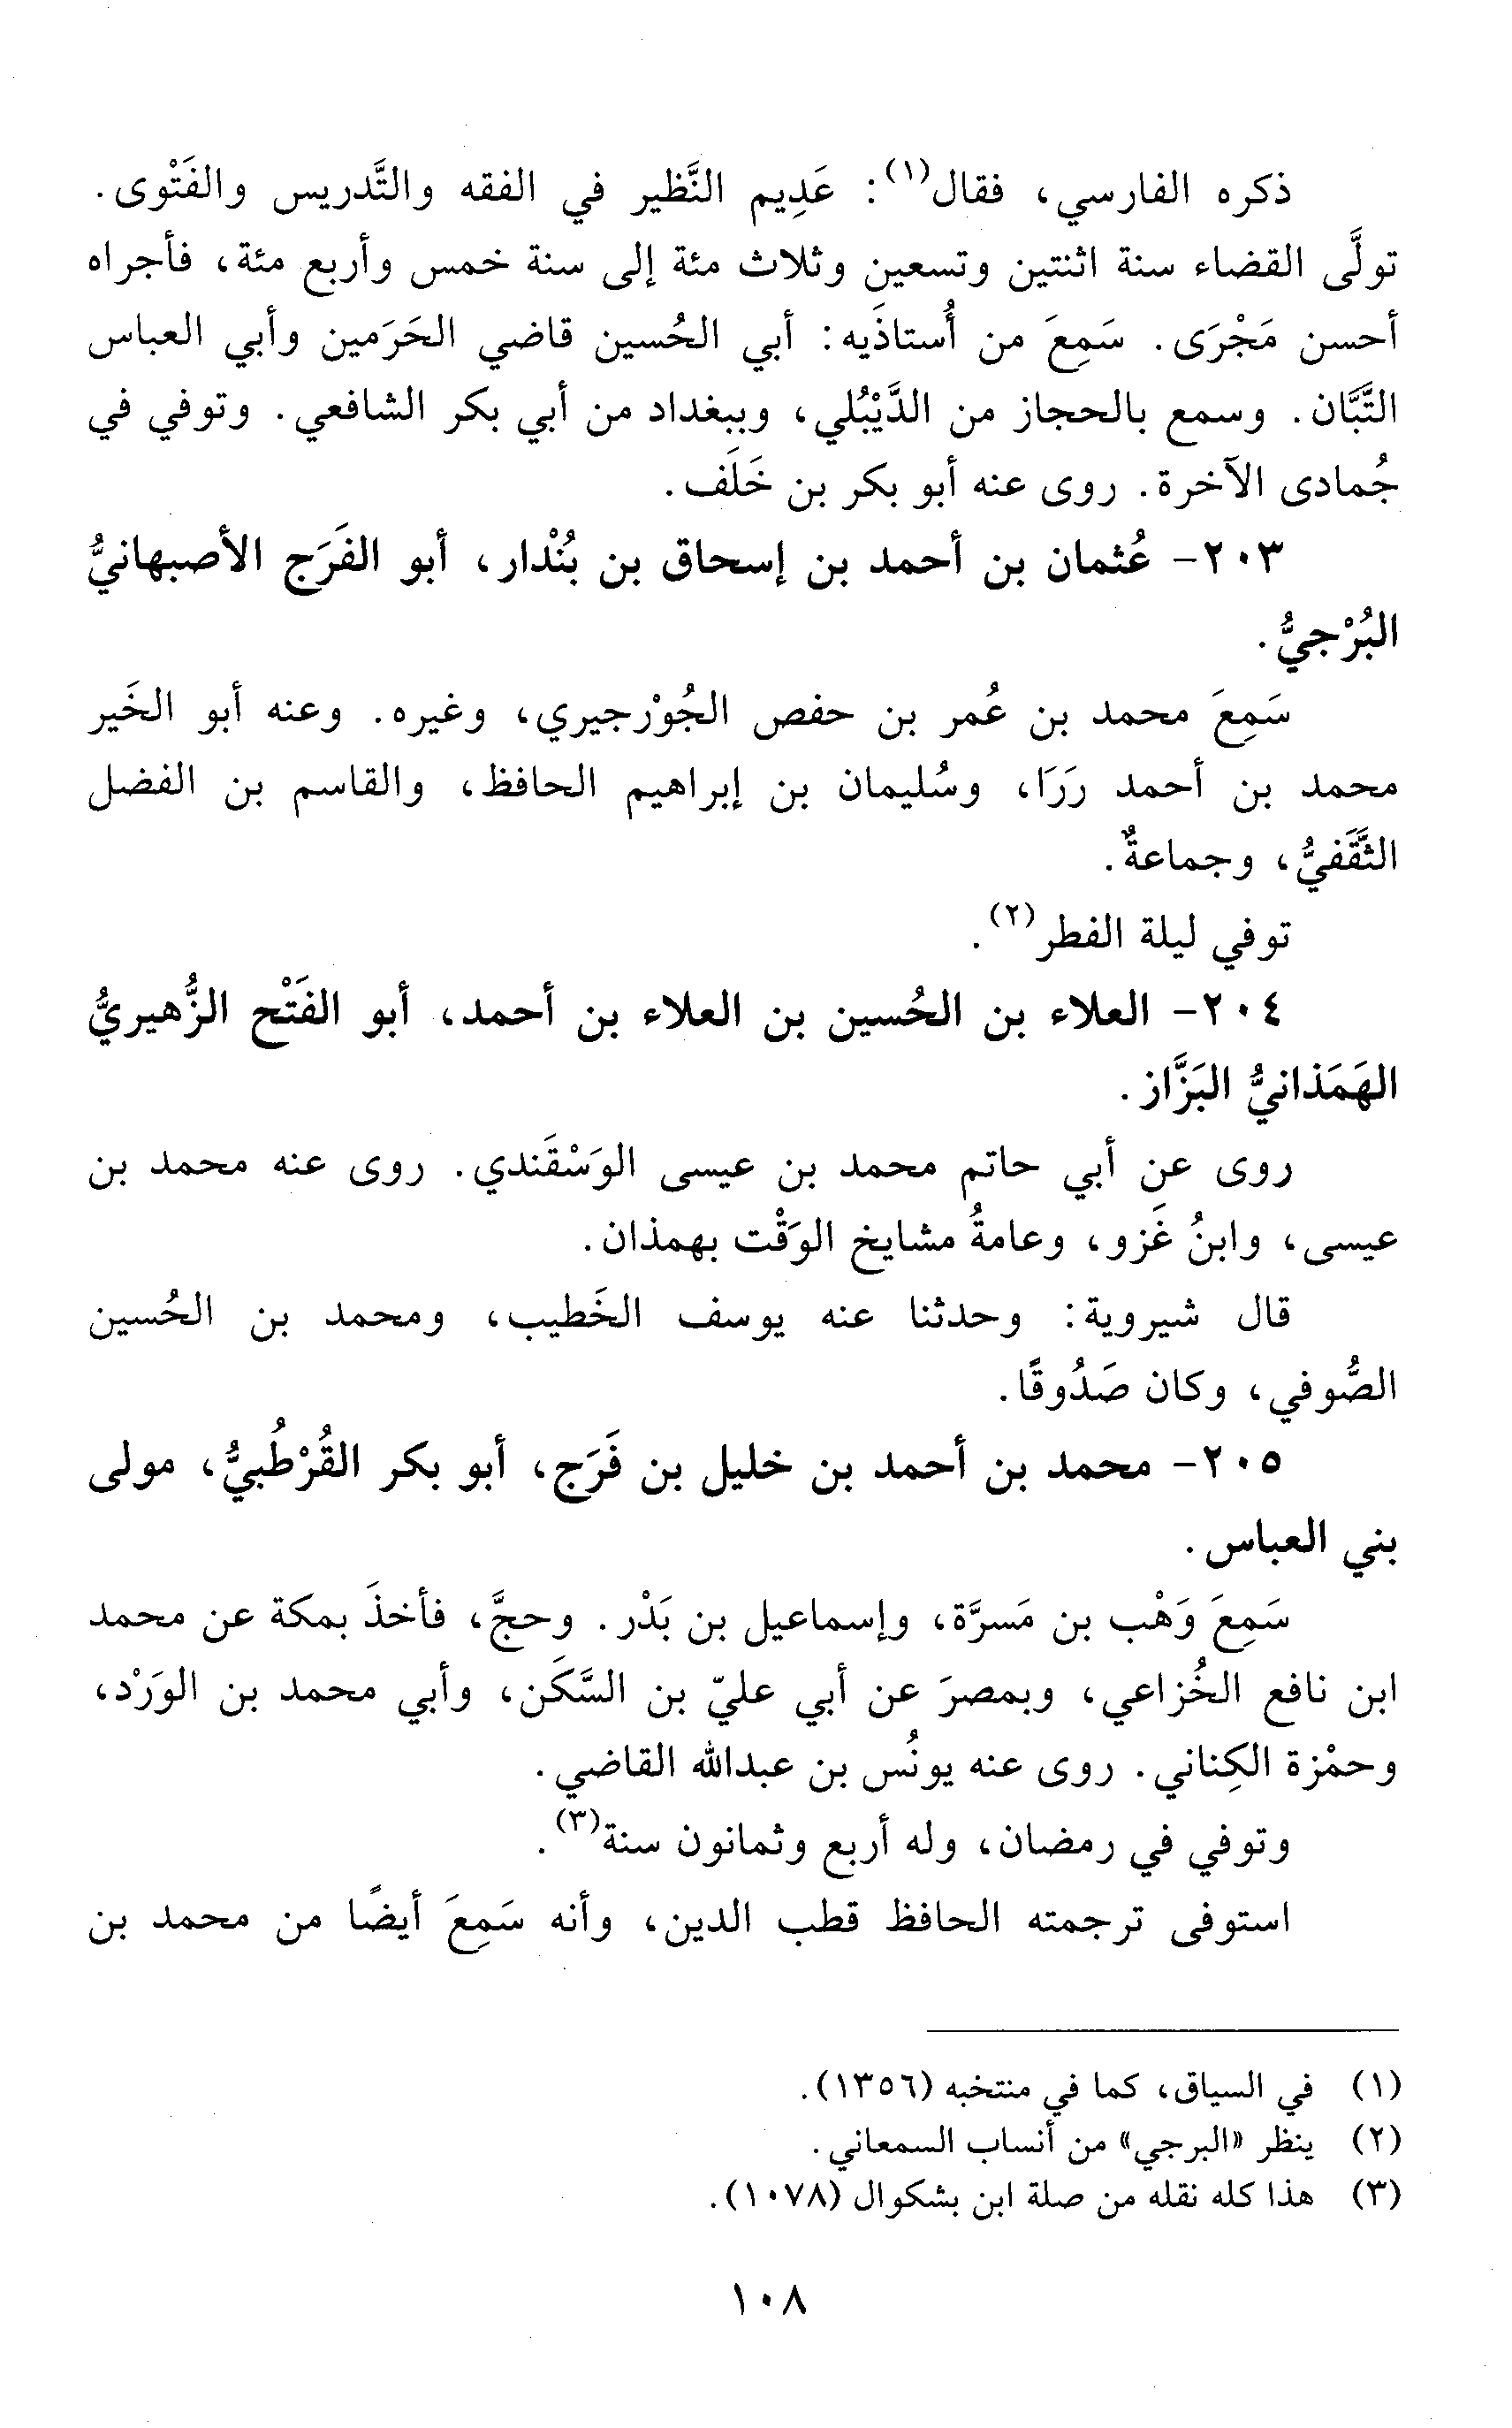 ذكره الفارسي، فقال(١): عَدِيم النَّظير في الفقه والتَّدريس والفَتْوى.
تولَّى القضاء سنة اثنتين وتسعين وثلاث مئة إلى سنة خمس وأربع مئة، فأجراه
أحسن مَجْرَى. سَمِعَ من أُستاذَيه: أبي الحُسين قاضي الحَرَمين وأبي العباس
التَّبَّان. وسمع بالحجاز من الدَّيْبُلي، وببغداد من أبي بكر الشافعي. وتوفي في
جُمادى الآخرة. روى عنه أبو بكر بن خَلَف.
٢٠٣- عُثمان بن أحمد بن إسحاق بن بُنْدار، أبو الفَرَج الأصبهانيُّ
البُرْجيُّ.
سَمِعَ محمد بن عُمر بن حفص الجُوْرجيري، وغيره. وعنه أبو الخَير
محمد بن أحمد رَرَا، وسُليمان بن إبراهيم الحافظ، والقاسم بن الفضل
الثَّقَفيُّ، وجماعةٌ.
توفي ليلة الفطر(٢).
٢٠٤- العلاء بن الحُسين بن العلاء بن أحمد، أبو الفَتْح الزُّهيريُّ
الهَمَذانيُّ البَزَّاز.
روى عن أبي حاتم محمد بن عيسى الوَسْقَندي. روى عنه محمد بن
عيسى، وابنُ غَزو، وعامةُ مشايخ الوَقْت بهمذان.
قال شيروية: وحدثنا عنه يوسف الخَطيب، ومحمد بن الحُسين
الصُّوفي، وكان صَدُوقًا.
٢٠٥- محمد بن أحمد بن خليل بن فَرَج، أبو بكر القُرْطُبيُّ، مولى
بني العباس.
سَمِعَ وَهْب بن مَسرَّة، وإسماعيل بن بَدْر. وحجَّ، فأخذَ بمكة عن محمد
ابن نافع الخُزاعي، وبمصرَ عن أبي عليّ بن السَّكَن، وأبي محمد بن الوَرْد،
وحمْزة الكِناني. روى عنه يونُس بن عبدالله القاضي.
وتوفي في رمضان، وله أربع وثمانون سنة(٣).
استوفى ترجمته الحافظ قطب الدين، وأنه سَمِعَ أيضًا من محمد بن
(١) في السياق، كما في منتخبه (١٣٥٦).
(٢) ينظر «البرجي» من أنساب السمعاني.
(٣) هذا كله نقله من صلة ابن بشكوال (١٠٧٨).
١٠٨